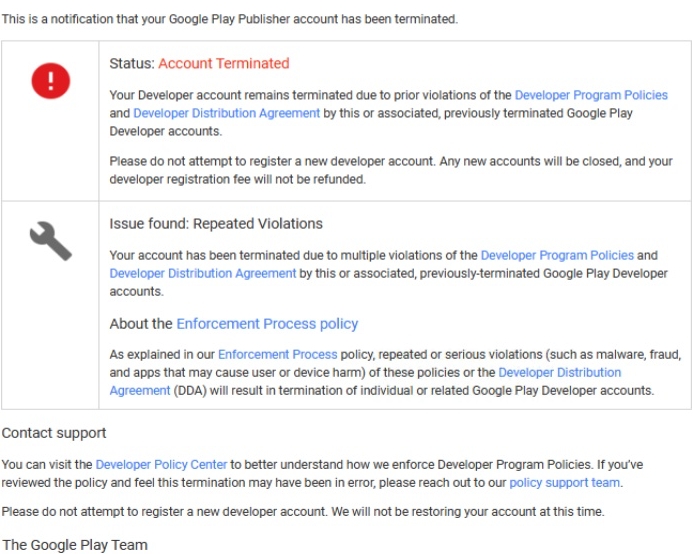 This is a notification that your Google Play Publisher account has been terminated.
Status: Account Terminated
Your Developer account remains terminated due to prior violations of the Developer Program Policies
and Developer Distribution Agreement by this or associated, previously terminated Google Play
Developer accounts.
Please do not attempt to register a new developer account. Any new accounts will be closed, and your
developer registration fee will not be refunded.
Issue found: Repeated Violations
Your account has been terminated due to multiple violations of the Developer Program Policies and
Developer Distribution Agreement by this or associated, previously-terminated Google Play Developer
accounts.
About the Enforcement Process policy
As explained in our Enforcement Process policy, repeated or serious violations (such as malware, fraud,
and apps that may cause user or device harm) of these policies or the Developer Distribution
Agreement (DDA) will result in termination of individual or related Google Play Developer accounts.
Contact support
You can visit the Developer Policy Center to better understand how we enforce Developer Program Policies. If you've
reviewed the policy and feel this termination may have been in error, please reach out to our policy support team.
Please do not attempt to register a new developer account. We will not be restoring your account at this time.
The Google Play Team